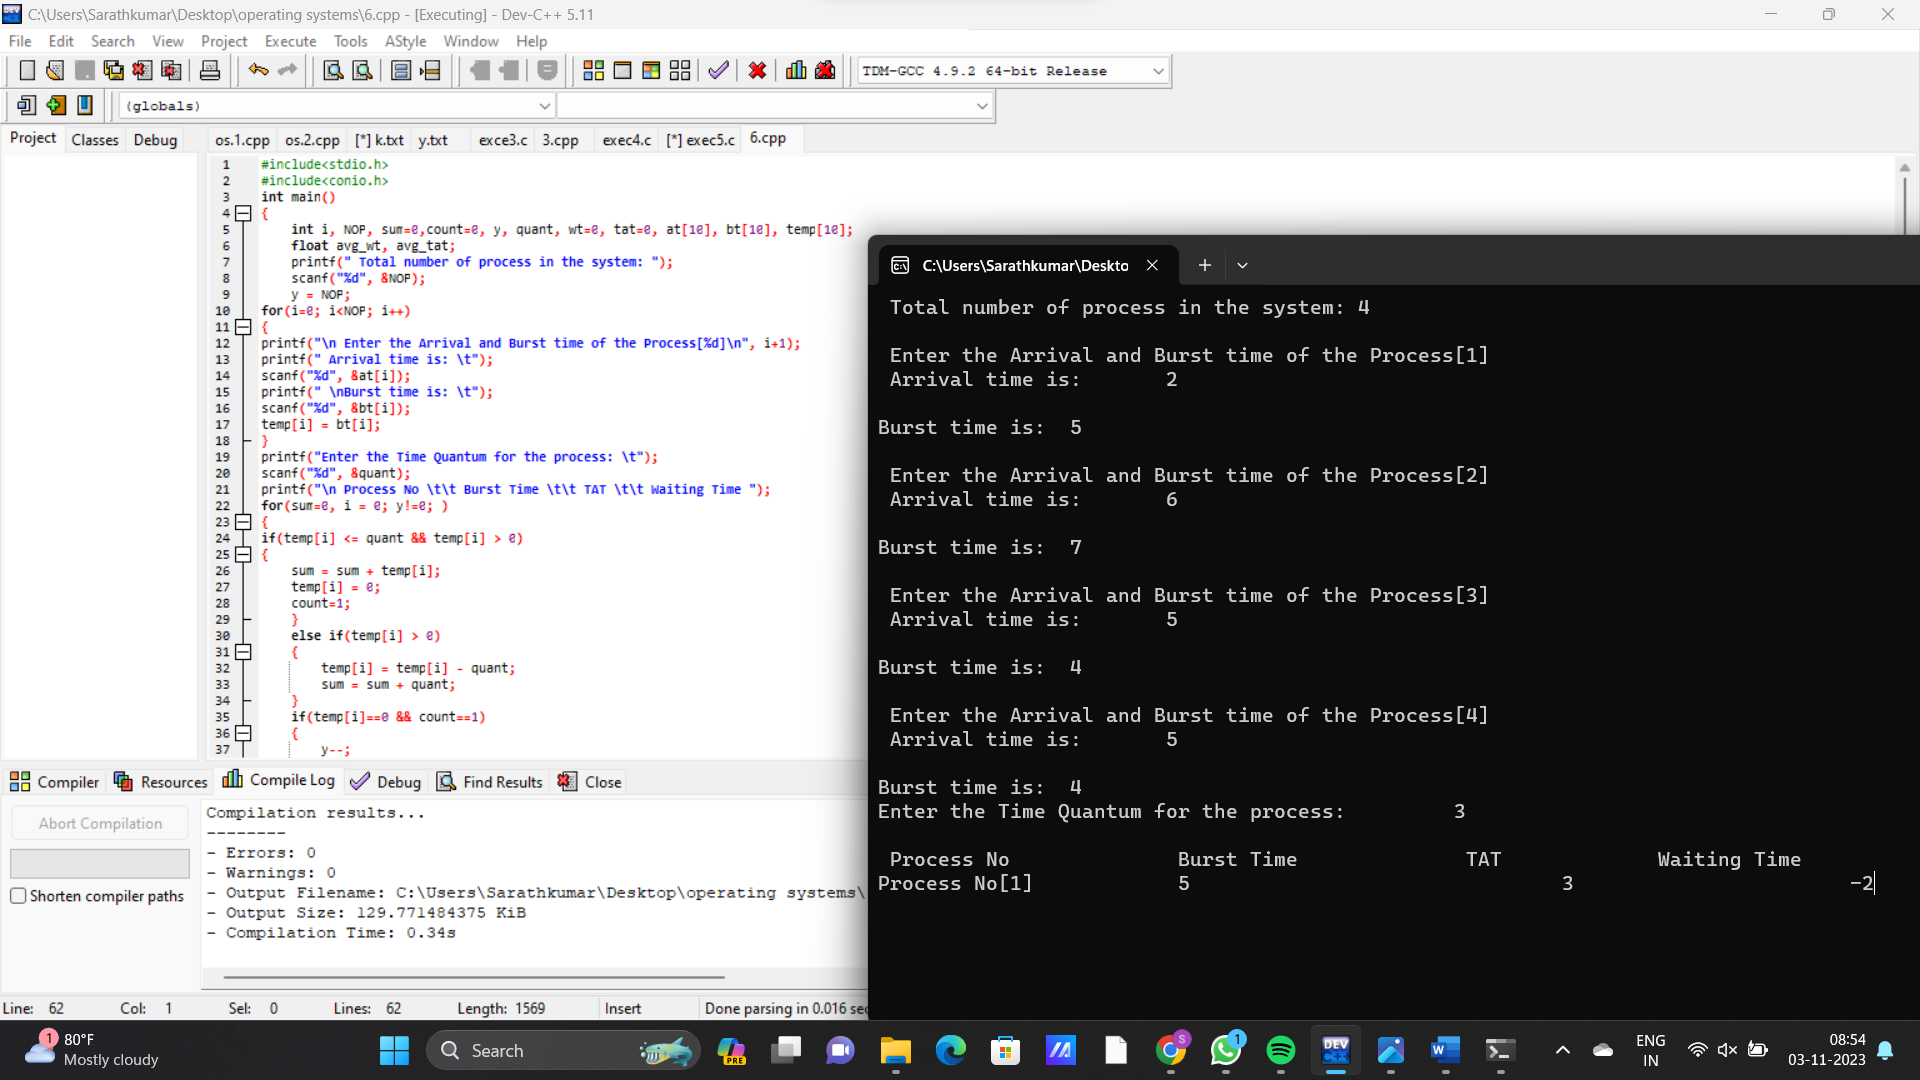 C:\Users\Sarathkumar\Desktop\operating systems\6.cpp - [Executing] - Dev-C++ 5.11
File Edit Search View Project Execute Tools AStyle Window Help
TDM-GCC 4.9.2 64-bit Release
(globals)
Project Classes Debug
os.1.cpp os.2.cpp [*] k.txt y.txt exce3.c 3.cpp exec4.c [*] exec5.c 6.cpp
1 #include<stdio.h>
2 #include<conio.h>
3 int main()
4 {
5 int i, NOP, sum=0,count=0, y, quant, wt=0, tat=0, at[10], bt[10], temp[10];
6 float avg_wt, avg_tat;
7 printf(" Total number of process in the system: ");
8 scanf("%d", &NOP);
9 y = NOP;
10 for(i=0; i<NOP; i++)
11 {
12 printf("\n Enter the Arrival and Burst time of the Process[%d]\n", i+1);
13 printf(" Arrival time is: \t");
14 scanf("%d", &at[i]);
15 printf(" \nBurst time is: \t");
16 scanf("%d", &bt[i]);
17 temp[i] = bt[i];
18 }
19 printf("Enter the Time Quantum for the process: \t");
20 scanf("%d", &quant);
21 printf("\n Process No \t\t Burst Time \t\t TAT \t\t Waiting Time ");
22 for(sum=0, i = 0; y!=0; )
23 {
24 if(temp[i] <= quant && temp[i] > 0)
25 {
26 sum = sum + temp[i];
27 temp[i] = 0;
28 count=1;
29 }
30 else if(temp[i] > 0)
31 {
32 temp[i] = temp[i] - quant;
33 sum = sum + quant;
34 }
35 if(temp[i]==0 && count==1)
36 {
37 y--;
C:\Users\Sarathkumar\Deskto
Total number of process in the system: 4
Enter the Arrival and Burst time of the Process[1]
Arrival time is: 2
Burst time is: 5
Enter the Arrival and Burst time of the Process[2]
Arrival time is: 6
Burst time is: 7
Enter the Arrival and Burst time of the Process[3]
Arrival time is: 5
Burst time is: 4
Enter the Arrival and Burst time of the Process[4]
Arrival time is: 5
Burst time is: 4
Enter the Time Quantum for the process: 3
Process No Burst Time TAT Waiting Time
Process No[1] 5 3 -2
Compiler Resources Compile Log Debug Find Results Close
Abort Compilation
Shorten compiler paths
Compilation results...
--------
- Errors: 0
- Warnings: 0
- Output Filename: C:\Users\Sarathkumar\Desktop\operating systems\
- Output Size: 129.771484375 KiB
- Compilation Time: 0.34s
Line: 62 Col: 1 Sel: 0 Lines: 62 Length: 1569 Insert Done parsing in 0.016 sec
1
80°F
Mostly cloudy
Search
PRE
S
1
DEV
C++
W
ENG
IN
08:54
03-11-2023